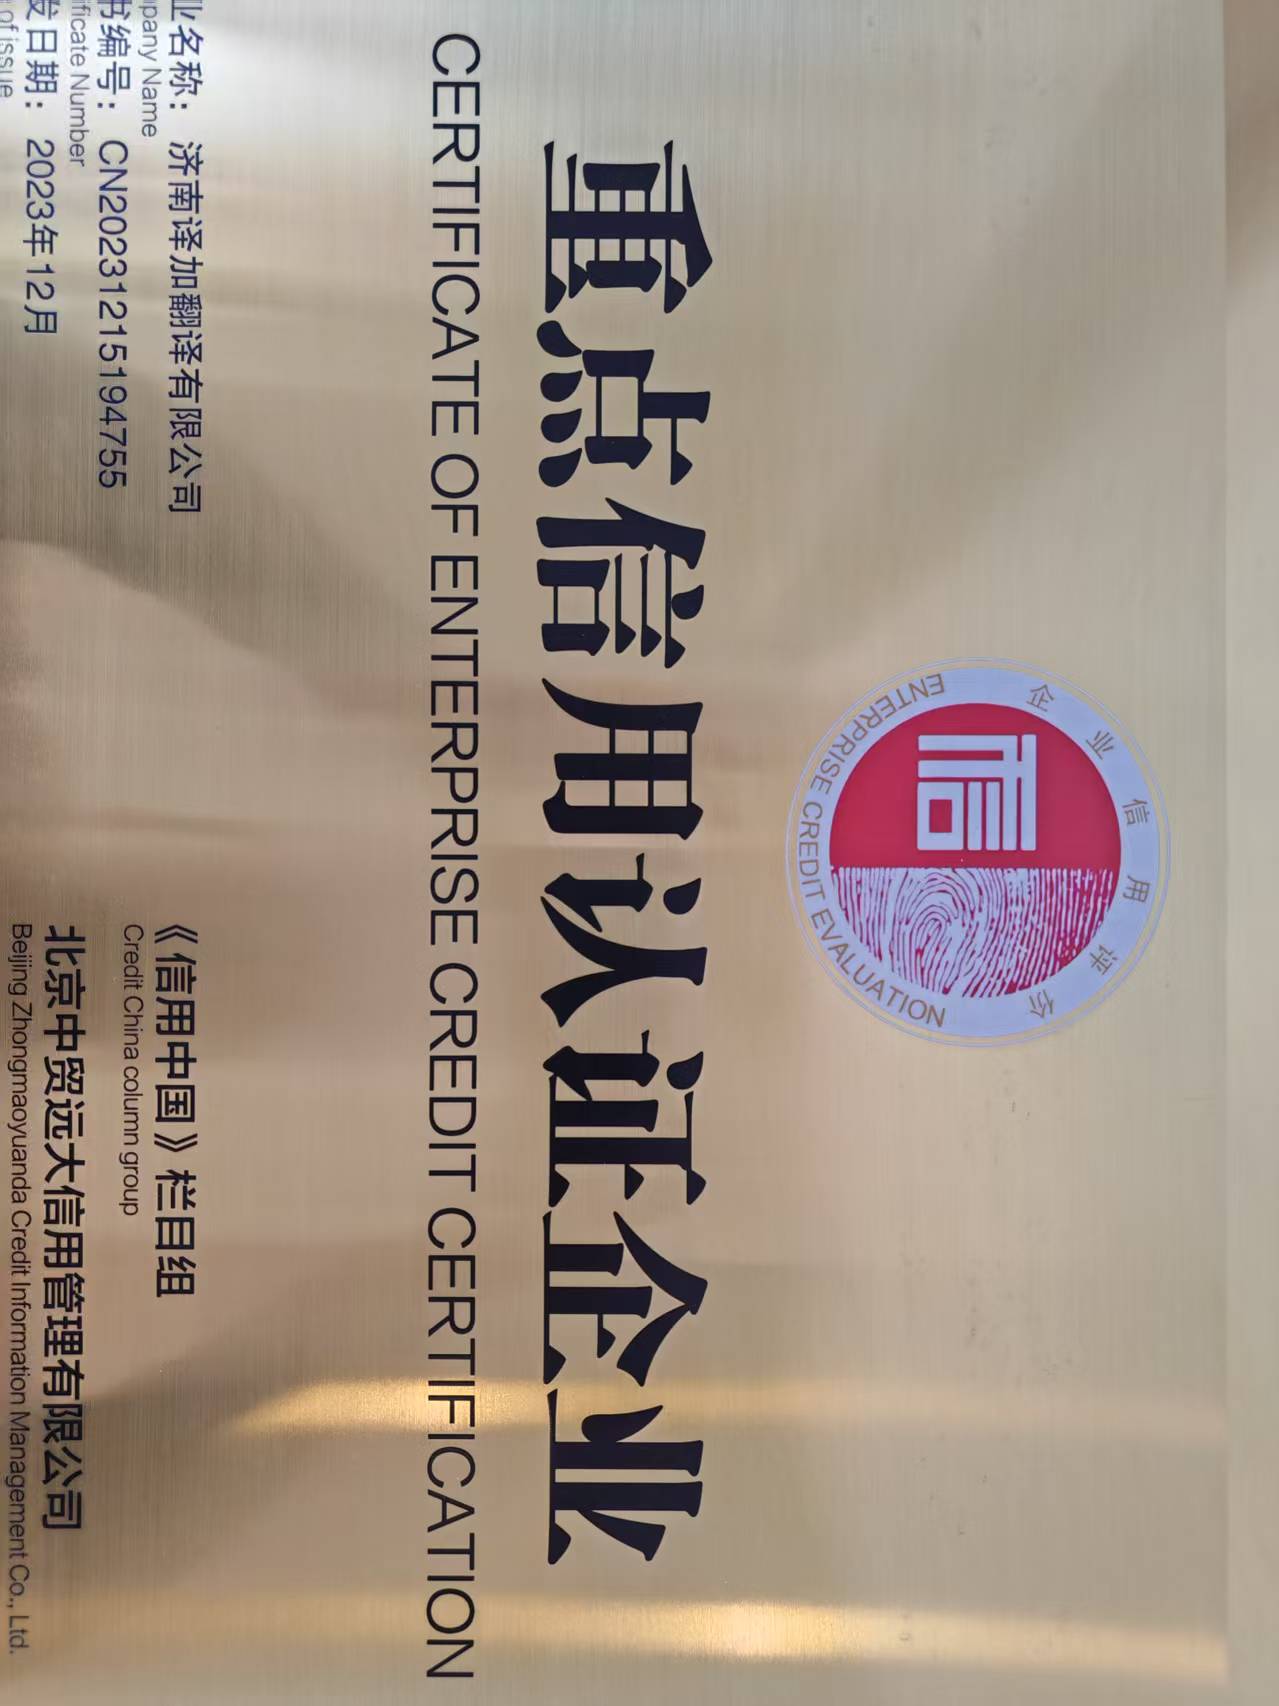 企业信用评价
信
ENTERPRISE CREDIT EVALUATION
重点信用认证企业
CERTIFICATE OF ENTERPRISE CREDIT CERTIFICATION
业名称： 济南译加翻译有限公司
pany Name
书编号： CN20231215194755
ificate Number
发日期： 2023年12月
of issue
《信用中国》栏目组
Credit China column group
北京中贸远大信用管理有限公司
Beijing Zhongmaoyuanda Credit Information Management Co., Ltd.